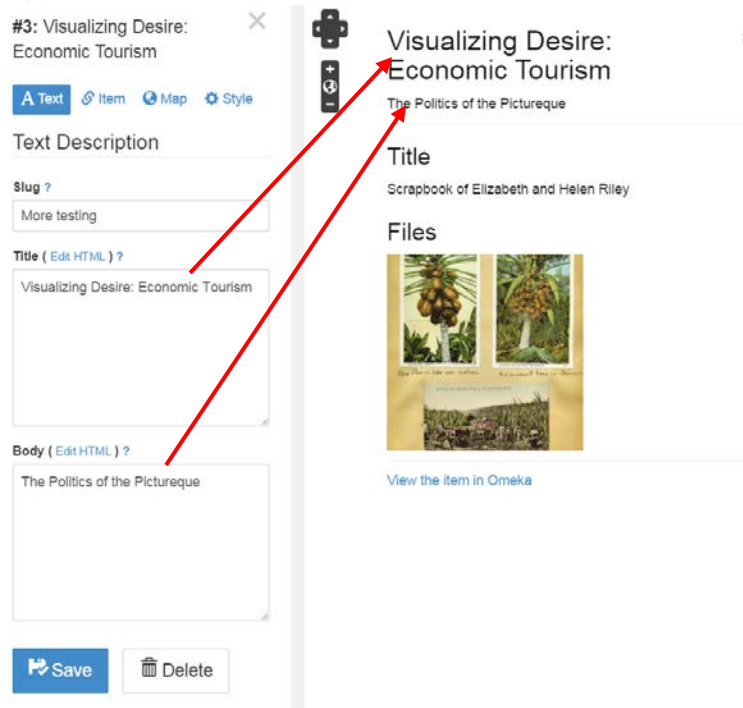 #3: Visualizing Desire:
Economic Tourism
A Text Item Map Style
Text Description
Slug ?
More testing
Title ( Edit HTML ) ?
Visualizing Desire: Economic Tourism
Body ( Edit HTML ) ?
The Politics of the Pictureque
Save Delete
Visualizing Desire:
Economic Tourism
The Politics of the Pictureque
Title
Scrapbook of Elizabeth and Helen Riley
Files
View the item in Omeka